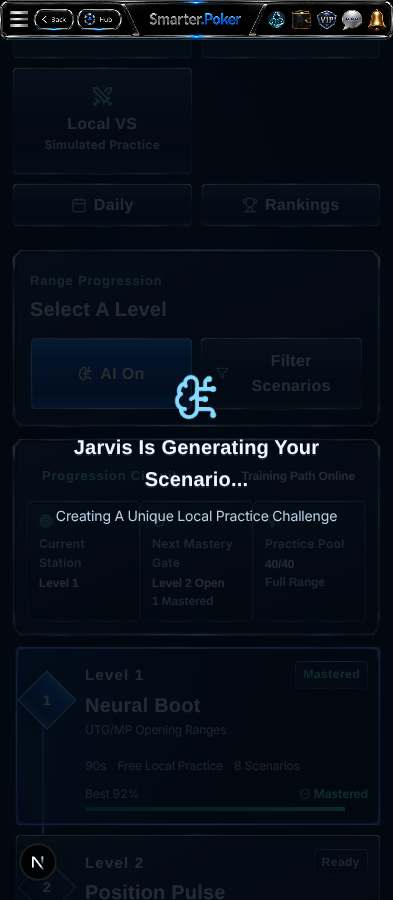 Back
Hub
Smarter.Poker
VIP
Local VS
Simulated Practice
Daily
Rankings
Range Progression
Select A Level
AI On
Filter
Scenarios
Jarvis Is Generating Your
Scenario...
Training Path Online
Creating A Unique Local Practice Challenge
Current
Station
Level 1
Next Mastery
Gate
Level 2 Open
1 Mastered
Practice Pool
40/40
Full Range
1
Level 1
Mastered
Neural Boot
UTG/MP Opening Ranges
90s Free Local Practice 8 Scenarios
Best 92%
Mastered
N
2
Level 2
Ready
Position Pulse